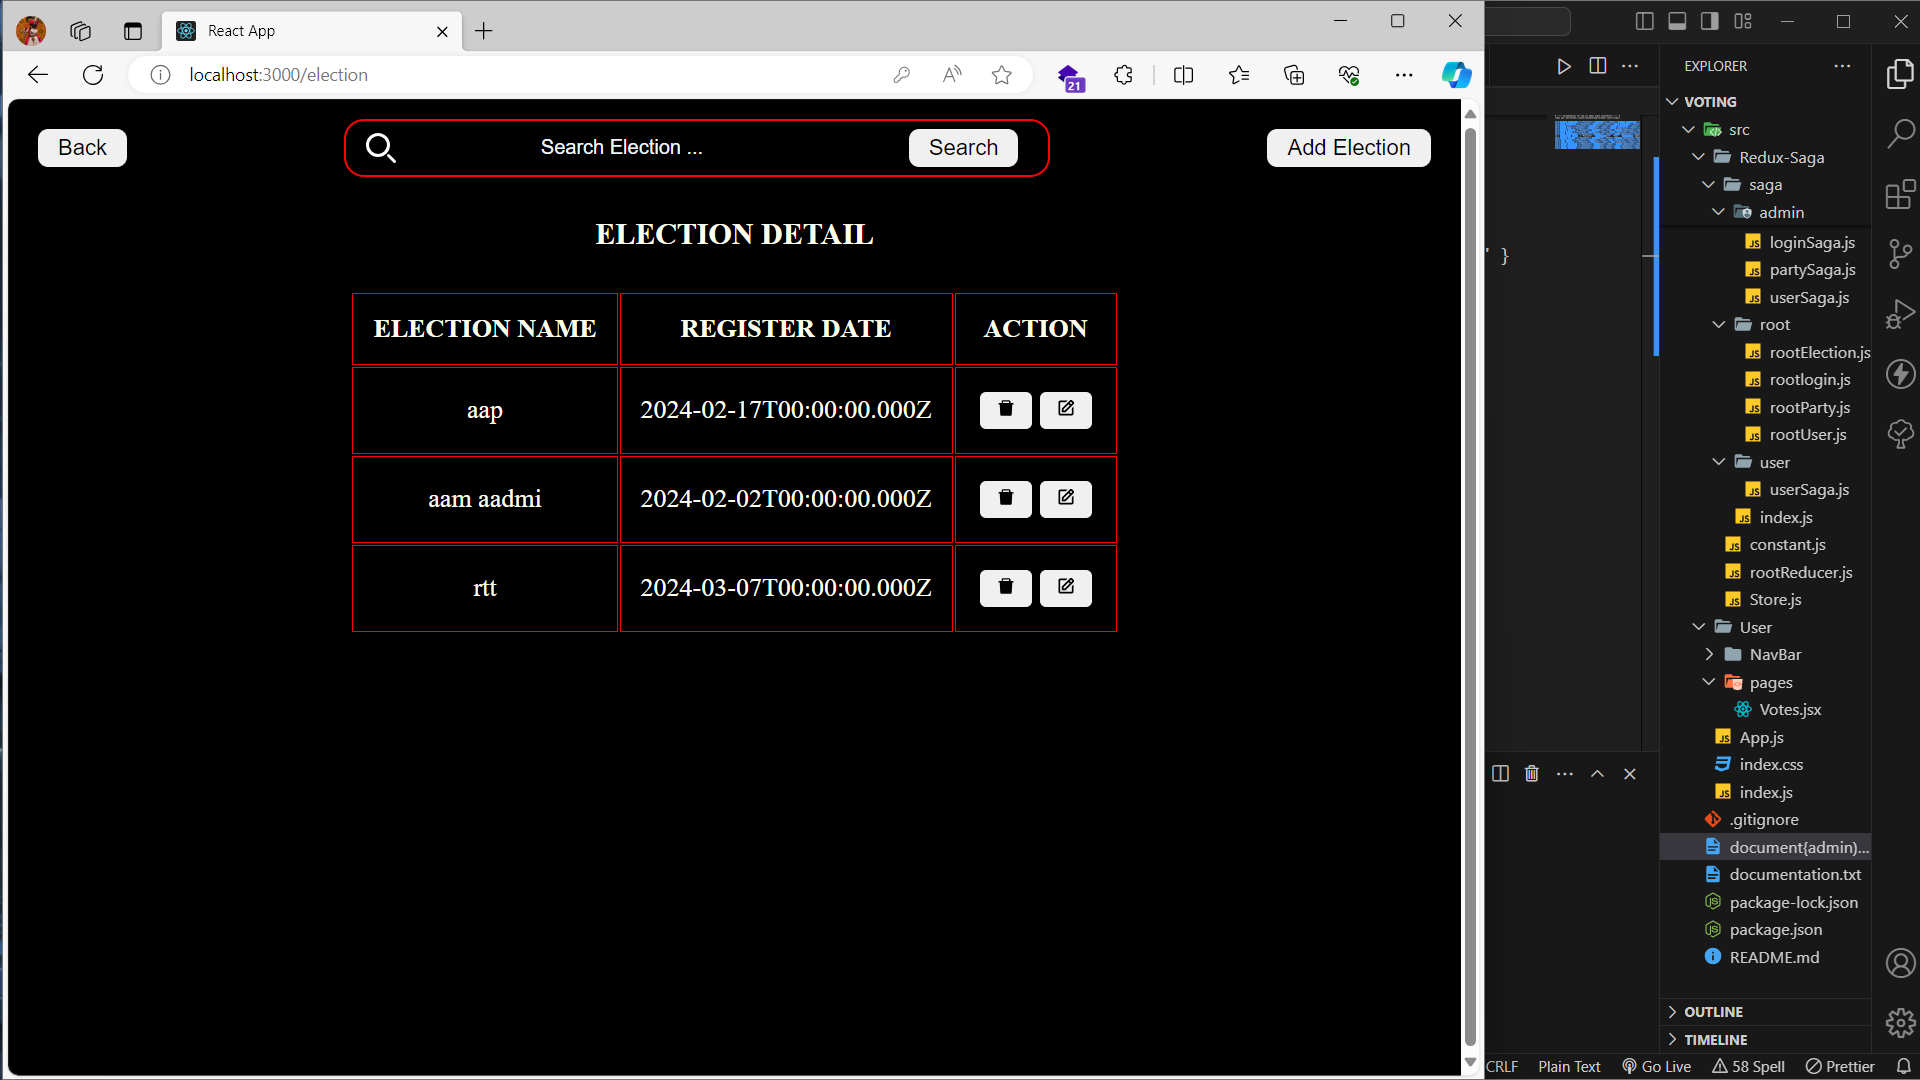 React App
localhost:3000/election
21
Back
Search Election ...
Search
Add Election
ELECTION DETAIL
ELECTION NAME REGISTER DATE ACTION
aap 2024-02-17T00:00:00.000Z
aam aadmi 2024-02-02T00:00:00.000Z
rtt 2024-03-07T00:00:00.000Z
' }
EXPLORER
VOTING
src
Redux-Saga
saga
admin
loginSaga.js
partySaga.js
userSaga.js
root
rootElection.js
rootlogin.js
rootParty.js
rootUser.js
user
userSaga.js
index.js
constant.js
rootReducer.js
Store.js
User
NavBar
pages
Votes.jsx
App.js
index.css
index.js
.gitignore
document{admin)...
documentation.txt
package-lock.json
package.json
README.md
OUTLINE
TIMELINE
CRLF Plain Text Go Live 58 Spell Prettier